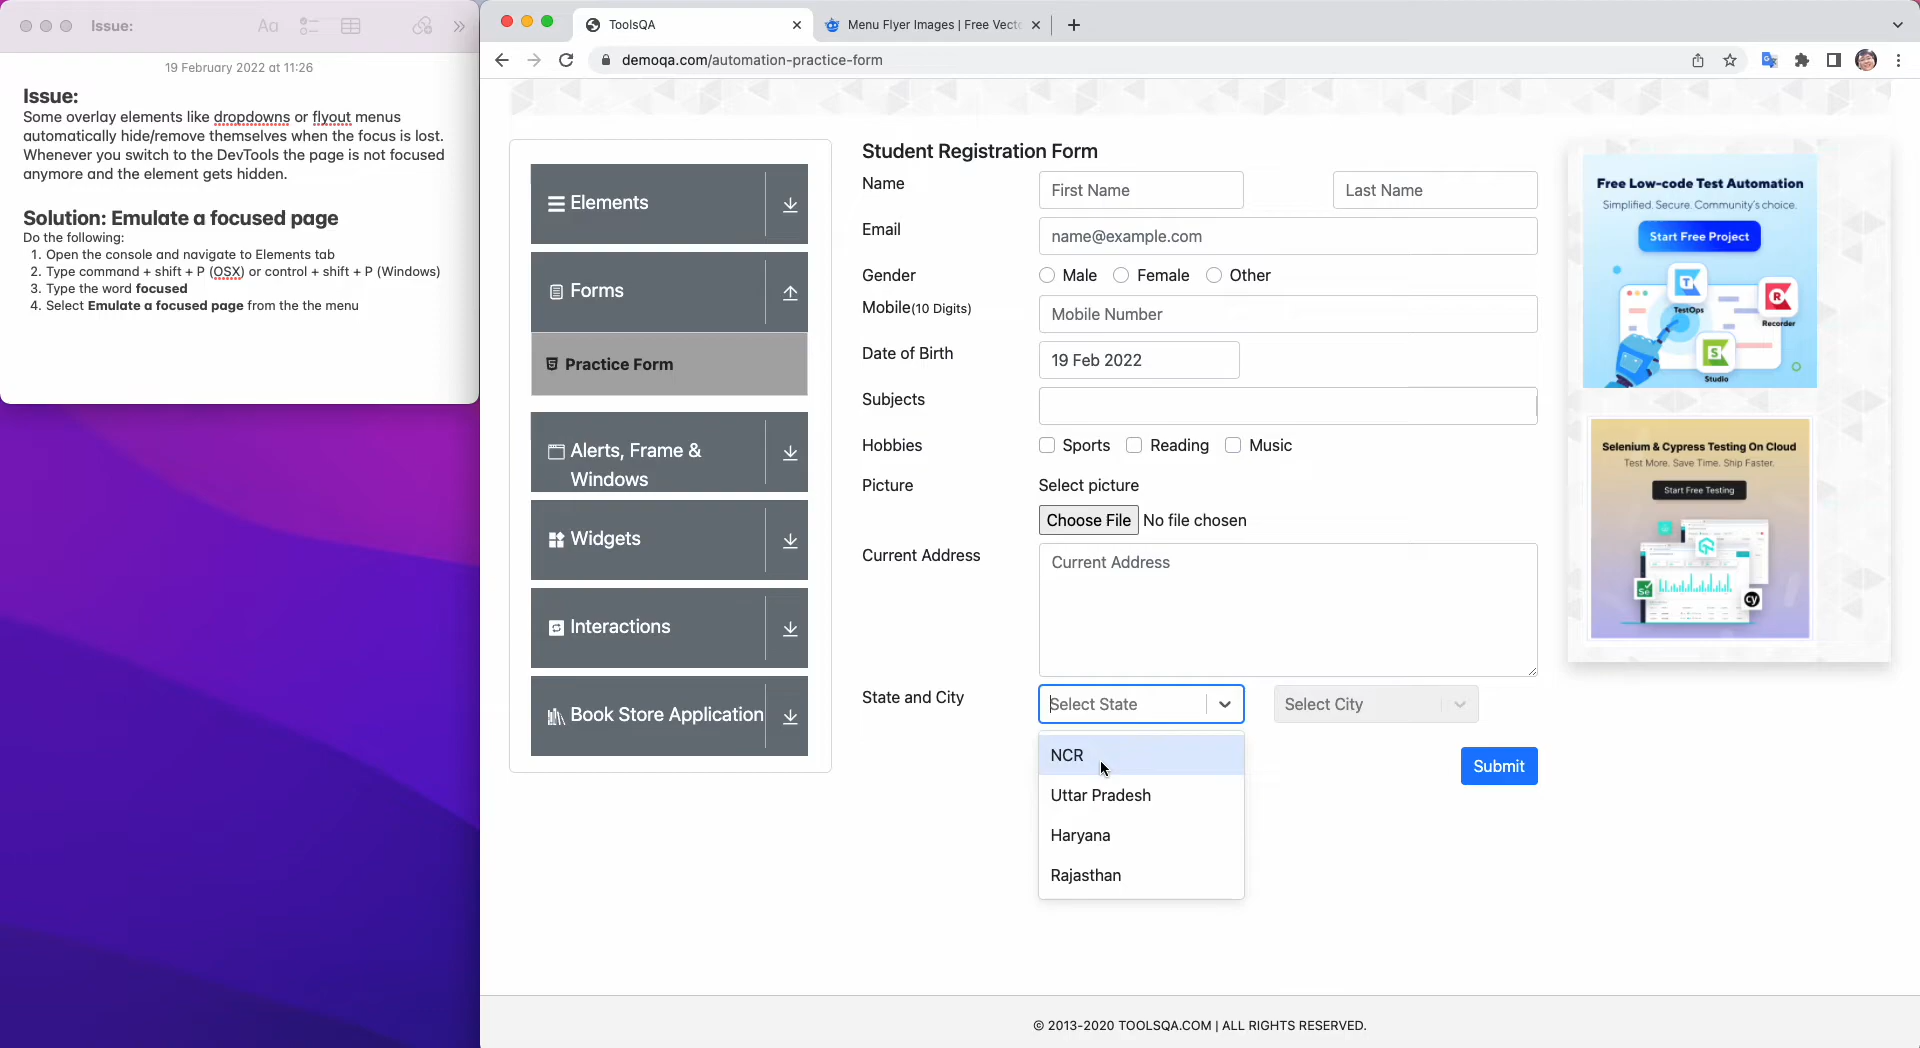 Issue:
Aa
19 February 2022 at 11:26
Issue:
Some overlay elements like dropdowns or flyout menus
automatically hide/remove themselves when the focus is lost.
Whenever you switch to the DevTools the page is not focused
anymore and the element gets hidden.
Solution: Emulate a focused page
Do the following:
1. Open the console and navigate to Elements tab
2. Type command + shift + P (OSX) or control + shift + P (Windows)
3. Type the word focused
4. Select Emulate a focused page from the the menu
ToolsQA
Menu Flyer Images | Free Vecto
demoqa.com/automation-practice-form
Elements
Forms
Practice Form
Alerts, Frame &
Windows
Widgets
Interactions
Book Store Application
Student Registration Form
Name
First Name
Last Name
Email
name@example.com
Gender
Male
Female
Other
Mobile(10 Digits)
Mobile Number
Date of Birth
19 Feb 2022
Subjects
Hobbies
Sports
Reading
Music
Picture
Select picture
Choose File No file chosen
Current Address
Current Address
State and City
Select State
Select City
NCR
Uttar Pradesh
Haryana
Rajasthan
Submit
Free Low-code Test Automation
Simplified. Secure. Community's choice.
Start Free Project
TestOps
Recorder
Studio
Selenium & Cypress Testing On Cloud
Test More. Save Time. Ship Faster.
Start Free Testing
Se
cy
© 2013-2020 TOOLSQA.COM | ALL RIGHTS RESERVED.